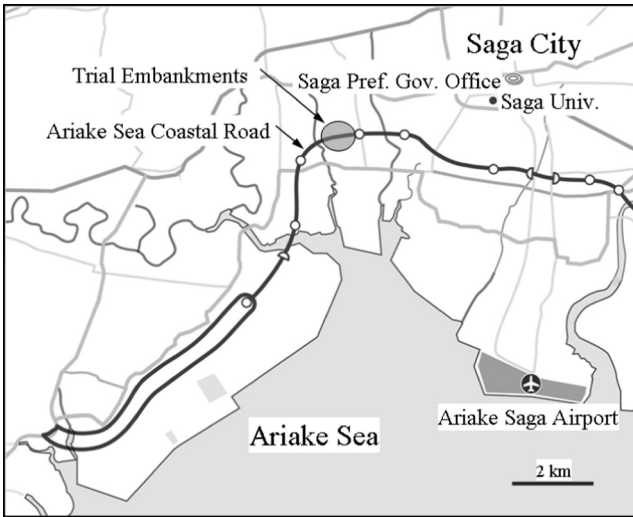 Saga City
Trial Embankments
Saga Pref. Gov. Office
Saga Univ.
Ariake Sea Coastal Road
Ariake Saga Airport
Ariake Sea
2 km